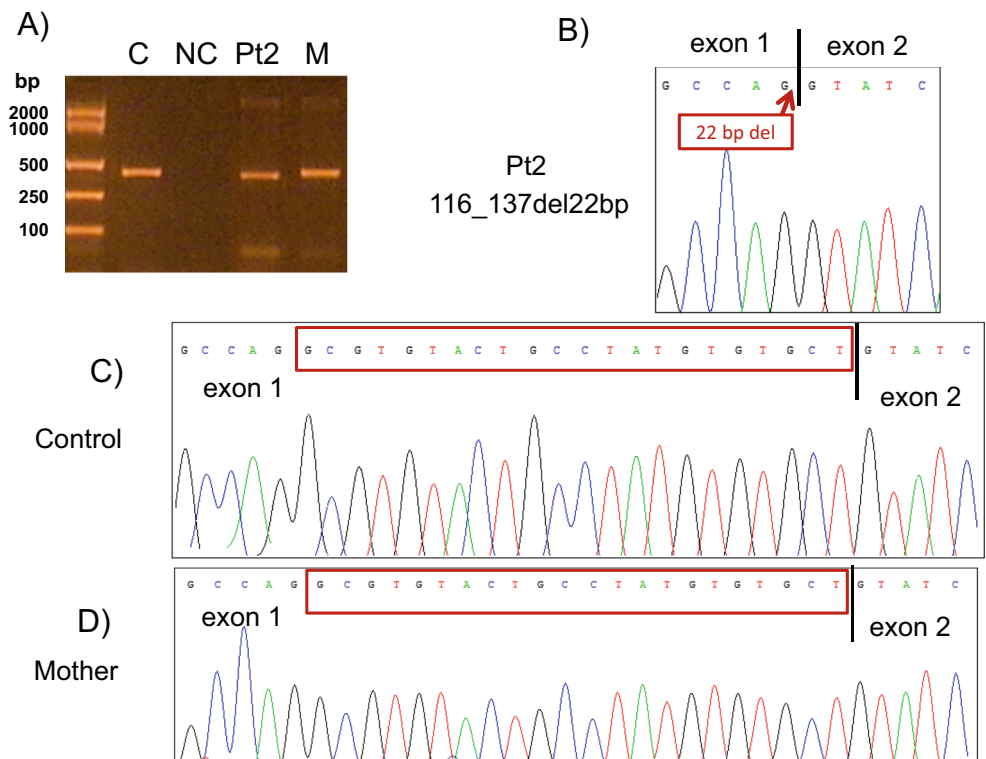 A)
C NC Pt2 M
bp
2000
1000
500
250
100
B)
exon 1 exon 2
G C C A G G T A T C
22 bp del
Pt2
116_137del22bp
C)
Control
G C C A G G C G T G T A C T G C C T A T G T G T G C T G T A T C
exon 1 exon 2
D)
Mother
G C C A G G C G T G T A C T G C C T A T G T G T G C T G T A T C
exon 1 exon 2